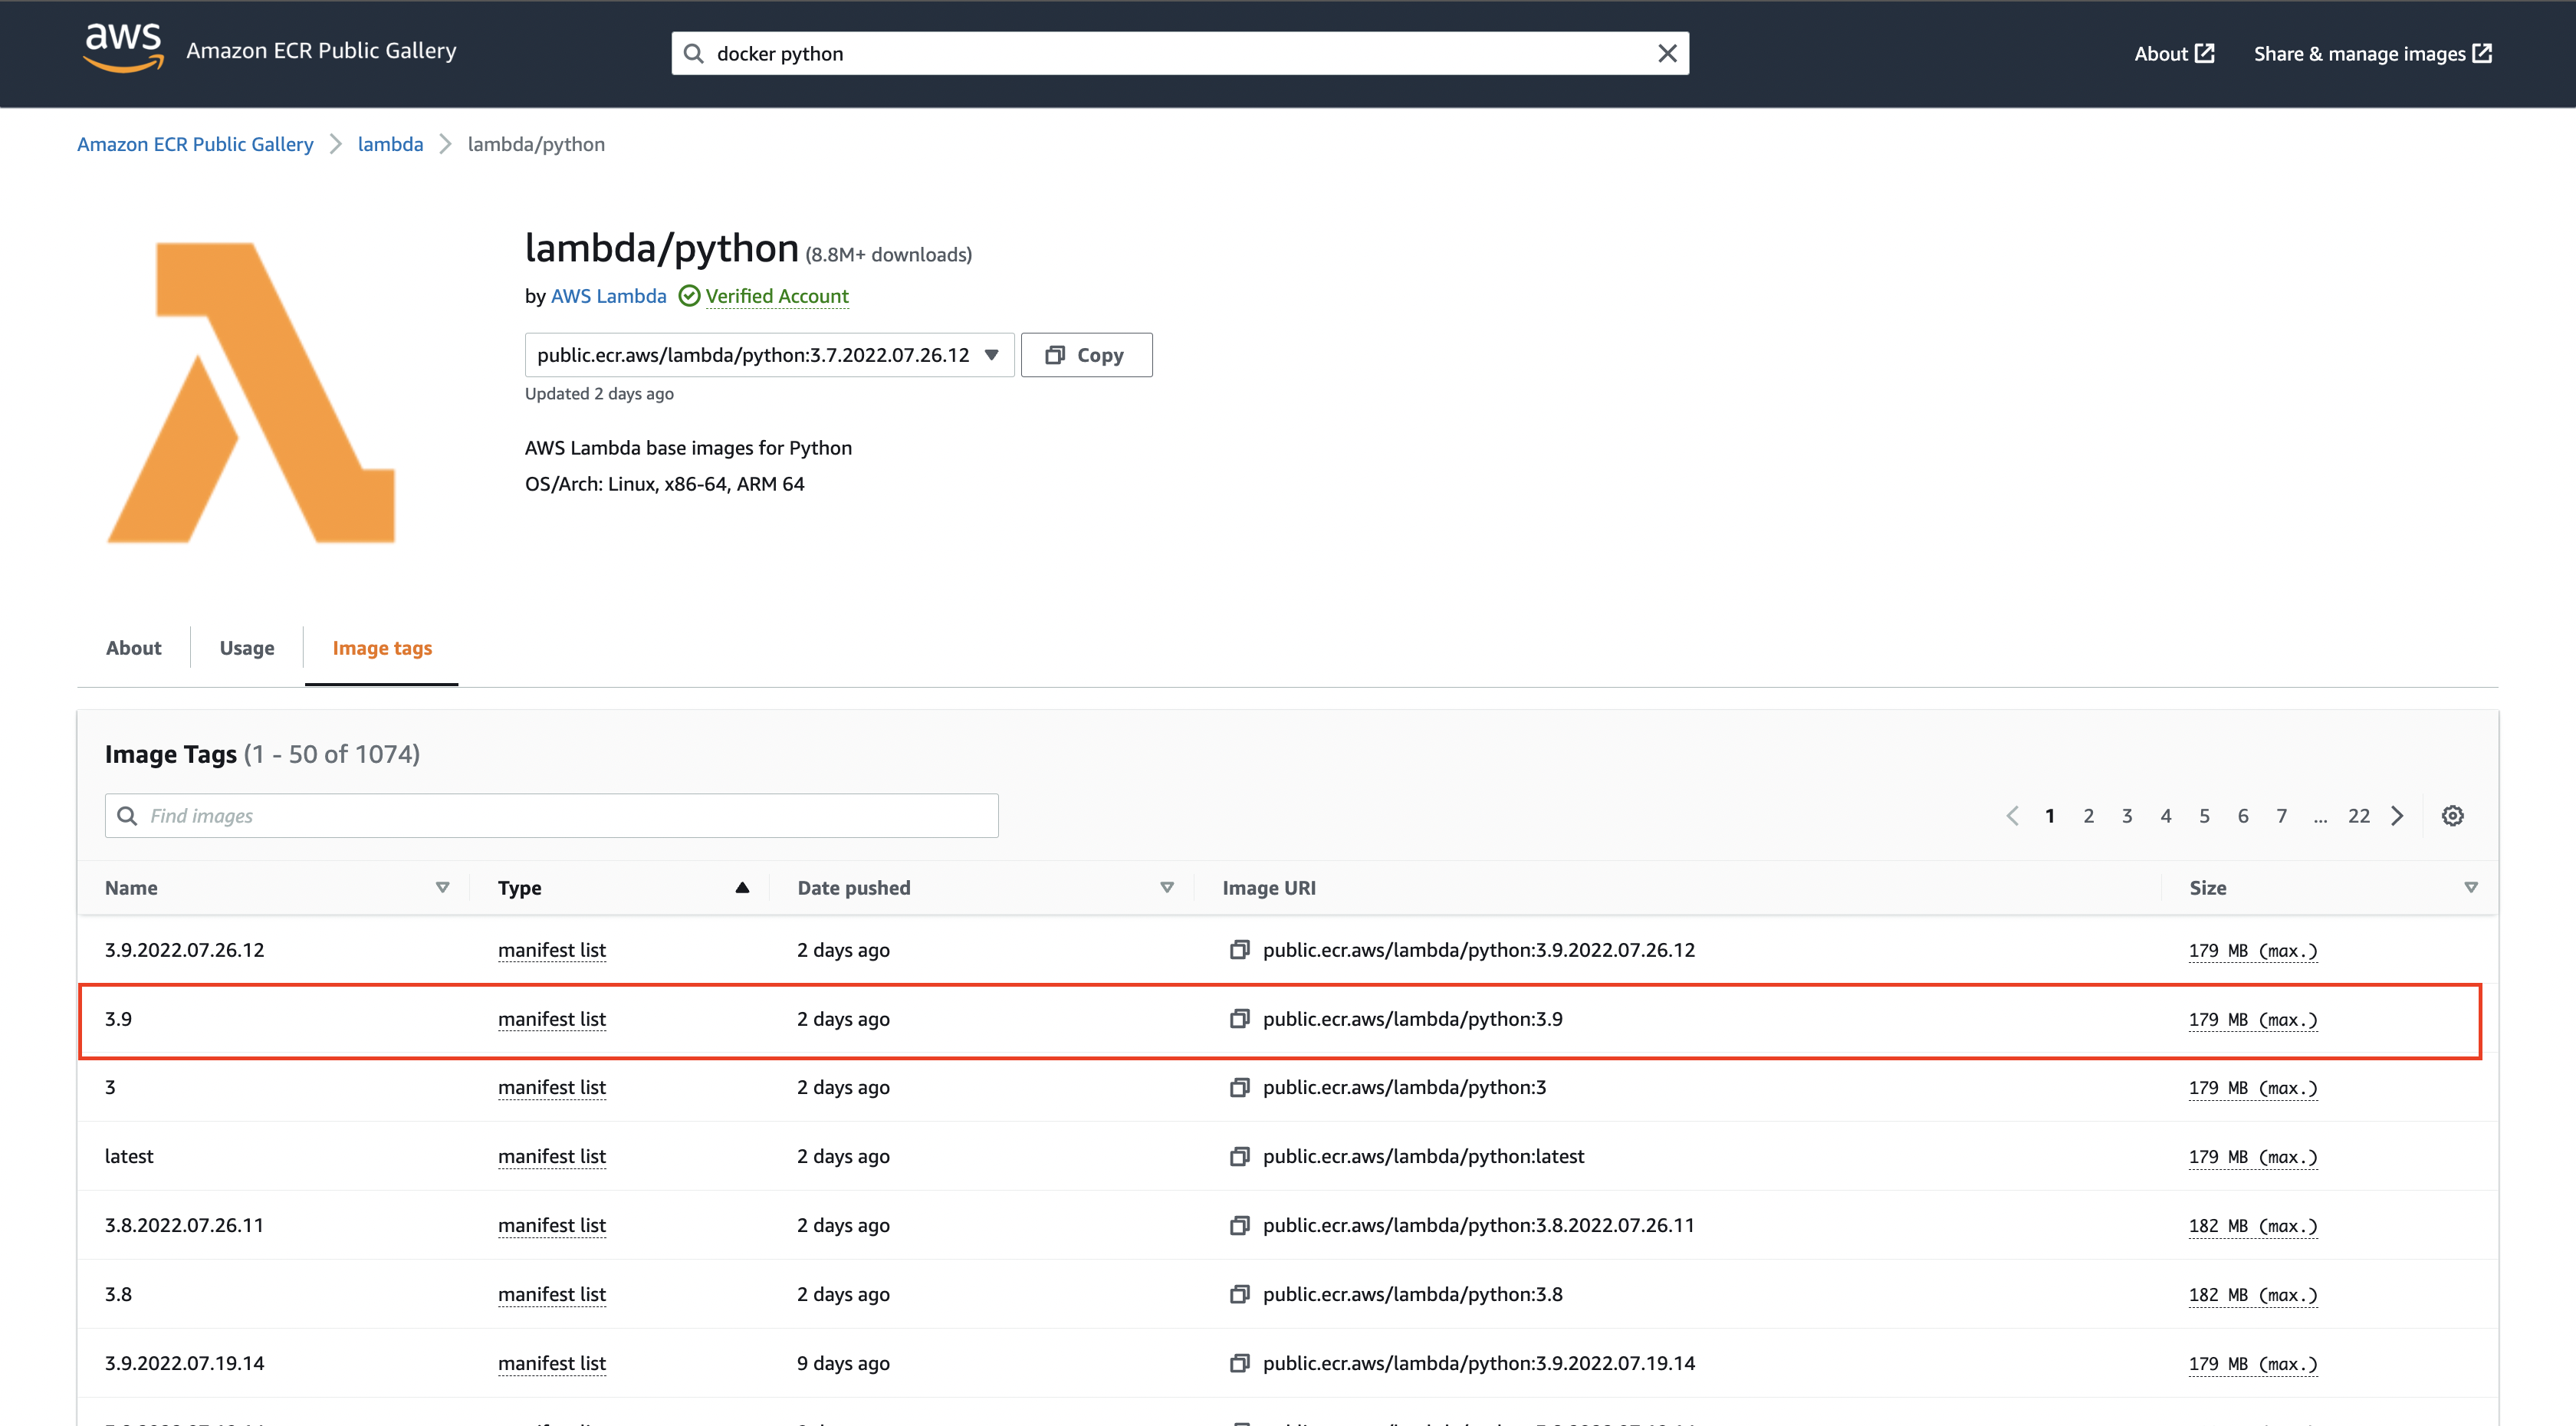 aws Amazon ECR Public Gallery docker python About Share & manage images
Amazon ECR Public Gallery lambda lambda/python
lambda/python (8.8M+ downloads)
by AWS Lambda Verified Account
public.ecr.aws/lambda/python:3.7.2022.07.26.12 Copy
Updated 2 days ago
AWS Lambda base images for Python
OS/Arch: Linux, x86-64, ARM 64
About Usage Image tags
Image Tags (1 - 50 of 1074)
Find images 1 2 3 4 5 6 7 ... 22
Name Type Date pushed Image URI Size
3.9.2022.07.26.12 manifest list 2 days ago public.ecr.aws/lambda/python:3.9.2022.07.26.12 179 MB (max.)
3.9 manifest list 2 days ago public.ecr.aws/lambda/python:3.9 179 MB (max.)
3 manifest list 2 days ago public.ecr.aws/lambda/python:3 179 MB (max.)
latest manifest list 2 days ago public.ecr.aws/lambda/python:latest 179 MB (max.)
3.8.2022.07.26.11 manifest list 2 days ago public.ecr.aws/lambda/python:3.8.2022.07.26.11 182 MB (max.)
3.8 manifest list 2 days ago public.ecr.aws/lambda/python:3.8 182 MB (max.)
3.9.2022.07.19.14 manifest list 9 days ago public.ecr.aws/lambda/python:3.9.2022.07.19.14 179 MB (max.)